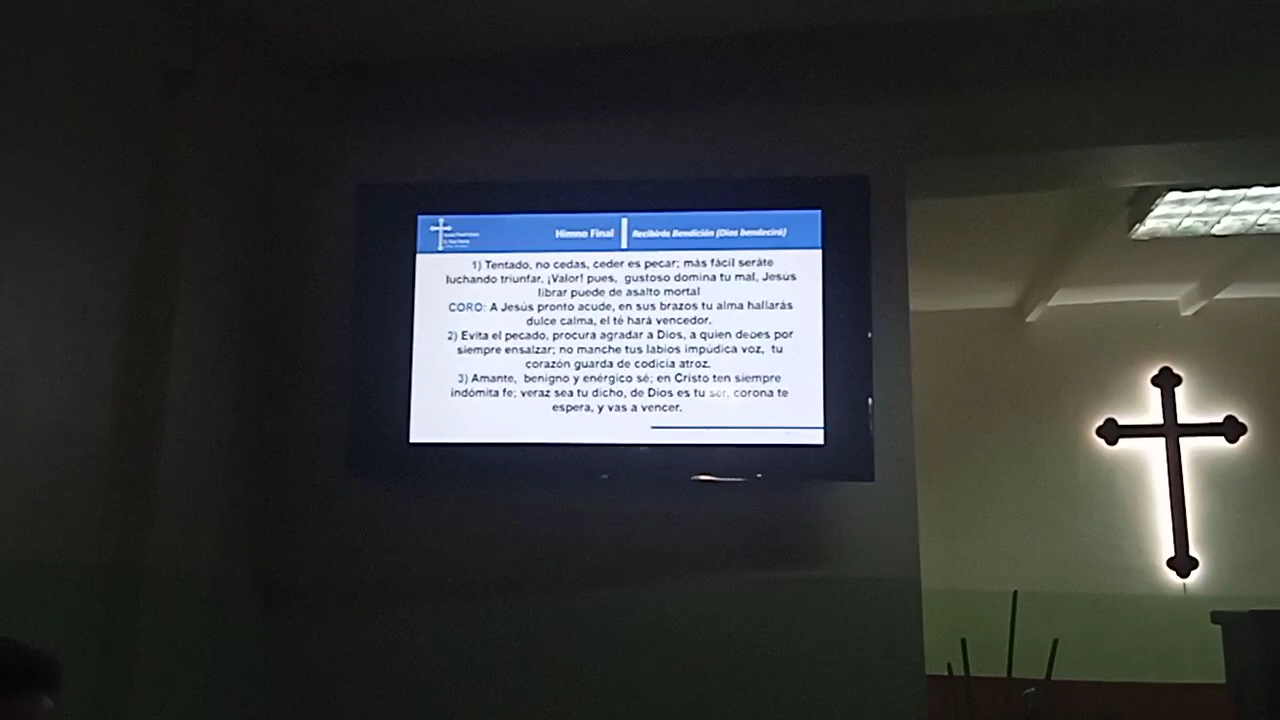 Himno Final
Recibirás Bendición (Dios bendecirá)
1) Tentado, no cedas, ceder es pecar; más fácil seráte
luchando triunfar, ¡Valor! pues, gustoso domina tu mal, Jesús
librar puede de asalto mortal
CORO: A Jesús pronto acude, en sus brazos tu alma hallarás
dulce calma, el té hará vencedor.
2) Evita el pecado, procura agradar a Dios, a quien debes por
siempre ensalzar; no manche tus labios impúdica voz, tu
corazón guarda de codicia atroz.
3) Amante, benigno y enérgico sé; en Cristo ten siempre
indómita fe; veraz sea tu dicho, de Dios es tu ser, corona te
espera, y vas a vencer.